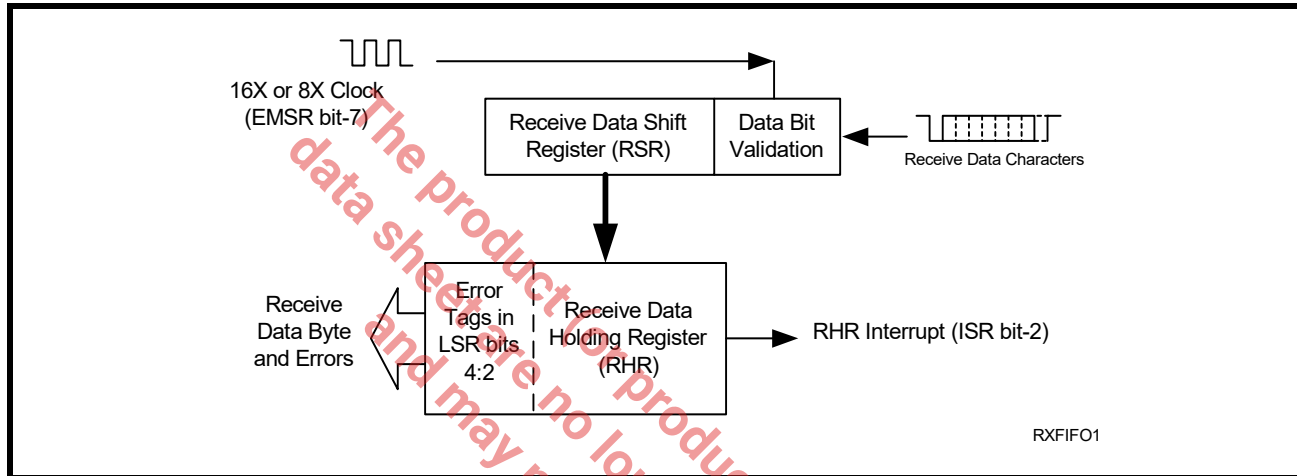 16X or 8X Clock
(EMSR bit-7)
Receive Data Shift
Register (RSR)
Data Bit
Validation
Receive Data Characters
Receive
Data Byte
and Errors
Error
Tags in
LSR bits
4:2
Receive Data
Holding Register
(RHR)
RHR Interrupt (ISR bit-2)
RXFIFO1
The product (or produc
data sheet are no lo
and may